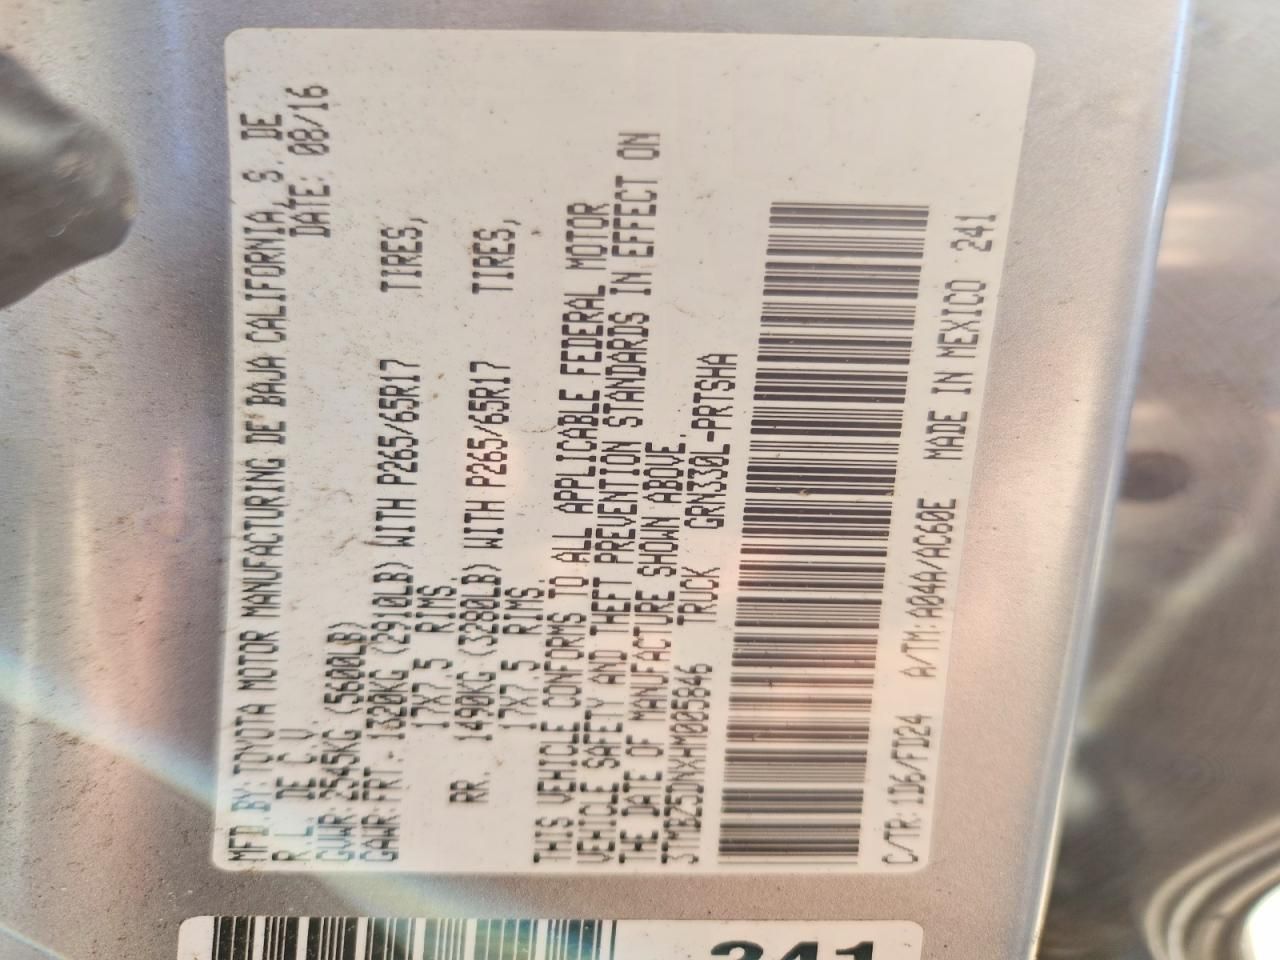 MFD.BY:TOYOTA MOTOR MANUFACTURING DE BAJA CALIFORNIA, S. DE
R.L. DE C.V. DATE: 08/16
GVWR:2545KG (5600LB)
GAWR:FRT. 1320KG (2910LB) WITH P265/65R17 TIRES,
17X7.5 RIMS,
RR. 1490KG (3280LB) WITH P265/65R17 TIRES,
17X7.5 RIMS.
THIS VEHICLE CONFORMS TO ALL APPLICABLE FEDERAL MOTOR
VEHICLE SAFETY AND THEFT PREVENTION STANDARDS IN EFFECT ON
THE DATE OF MANUFACTURE SHOWN ABOVE.
3TMBZ5DNXHM005846 TRUCK GRN330L-PRTSHA
C/TR:1D6/FD24 A/TM:A04A/AC60E MADE IN MEXICO 241
341